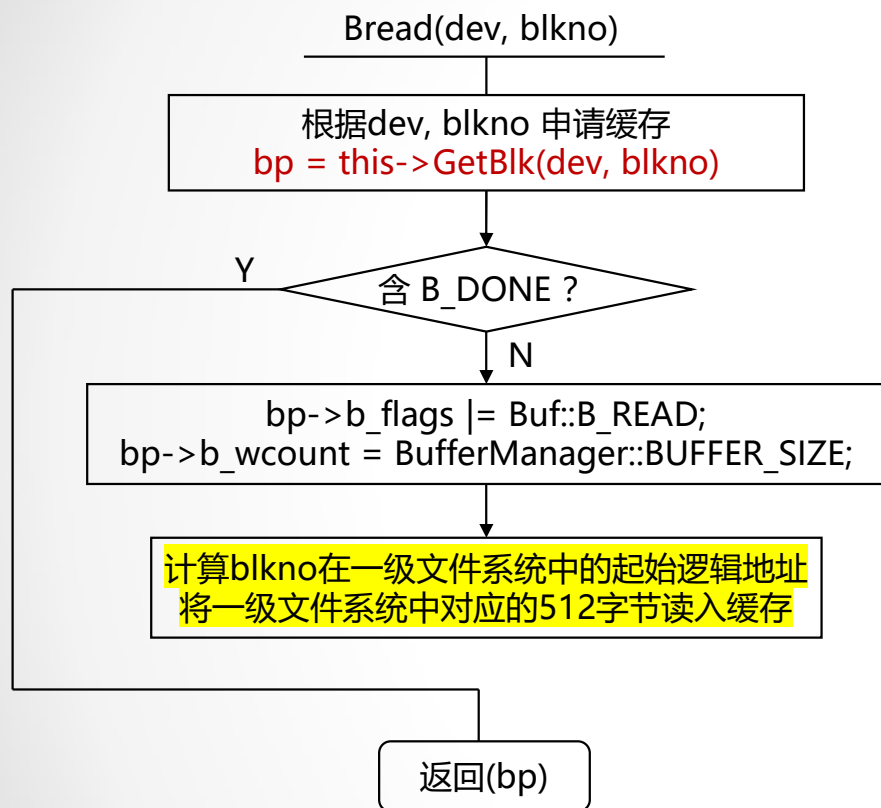 Bread(dev, blkno)
根据dev, blkno 申请缓存
bp = this->GetBlk(dev, blkno)
Y
含 B_DONE ?
N
bp->b_flags |= Buf::B_READ;
bp->b_wcount = BufferManager::BUFFER_SIZE;
计算blkno在一级文件系统中的起始逻辑地址
将一级文件系统中对应的512字节读入缓存
返回(bp)